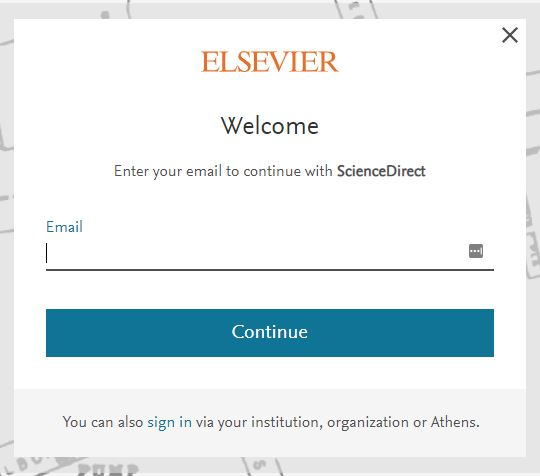 ELSEVIER
Welcome
Enter your email to continue with ScienceDirect
Email
Continue
You can also sign in via your institution, organization or Athens.
PUMP